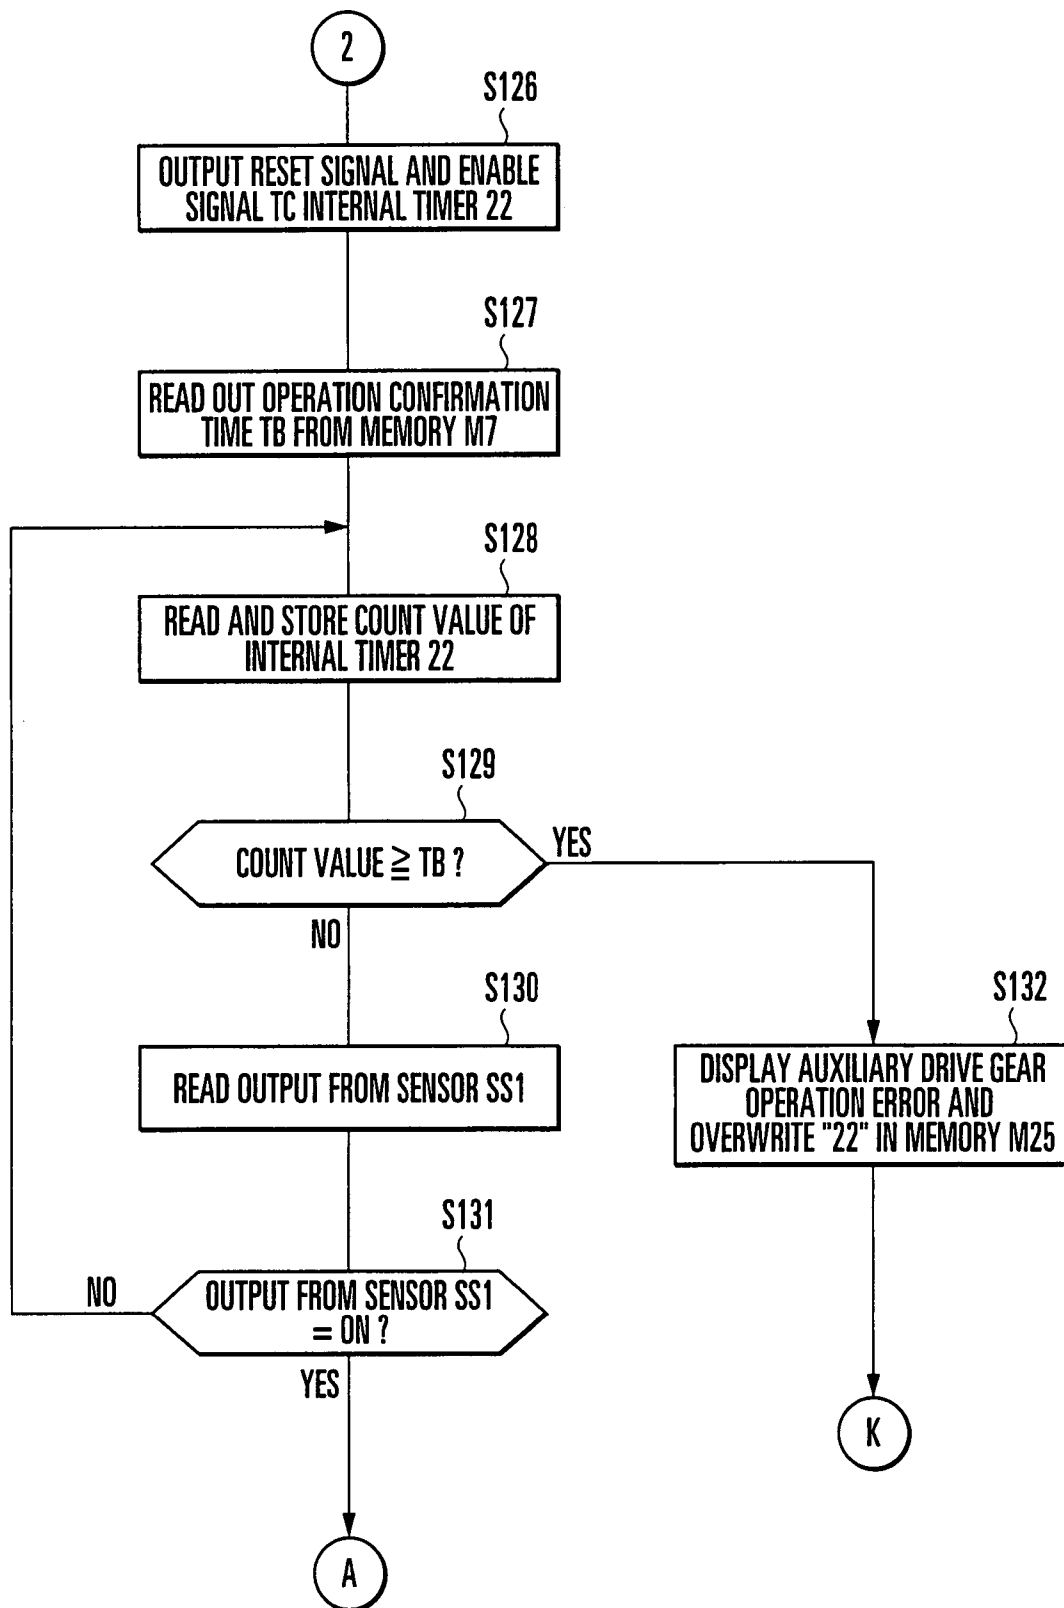 2
S126
OUTPUT RESET SIGNAL AND ENABLE
SIGNAL TC INTERNAL TIMER 22
S127
READ OUT OPERATION CONFIRMATION
TIME TB FROM MEMORY M7
S128
READ AND STORE COUNT VALUE OF
INTERNAL TIMER 22
S129
COUNT VALUE ≧ TB ?
YES
NO
S130
READ OUTPUT FROM SENSOR SS1
S132
DISPLAY AUXILIARY DRIVE GEAR
OPERATION ERROR AND
OVERWRITE "22" IN MEMORY M25
S131
NO
OUTPUT FROM SENSOR SS1
= ON ?
YES
K
A